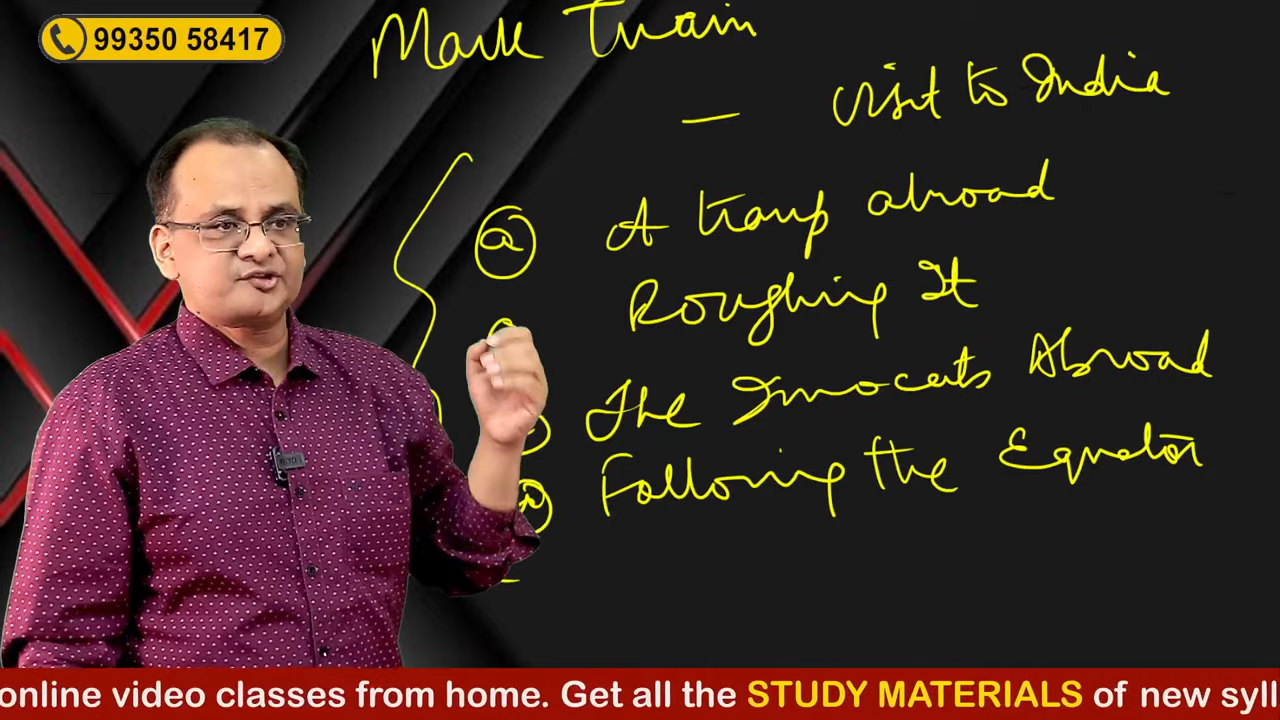 99350 58417
Mark Twain
— Visit to India
a A tramp abroad
Roughing It
The Innocents Abroad
Following the Equator
online video classes from home. Get all the STUDY MATERIALS of new syll